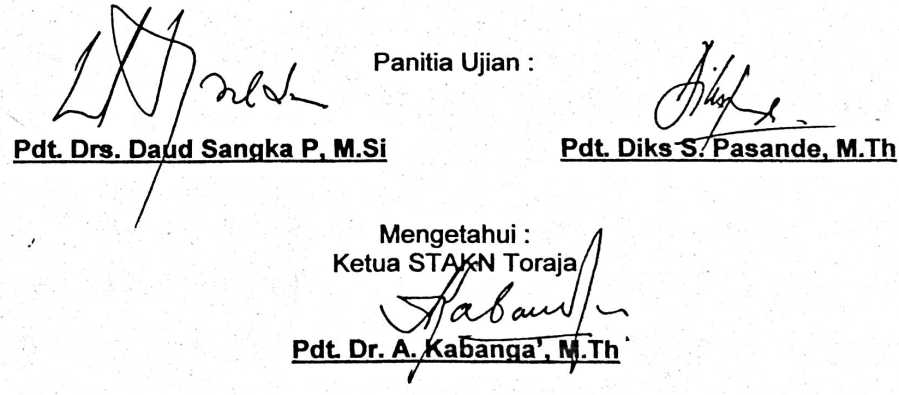 Panitia Ujian :
Pdt. Drs. Daud Sangka P, M.Si
Pdt. Diks S. Pasande, M.Th
Mengetahui :
Ketua STAKN Toraja
Pdt. Dr. A. Kabanga', M.Th